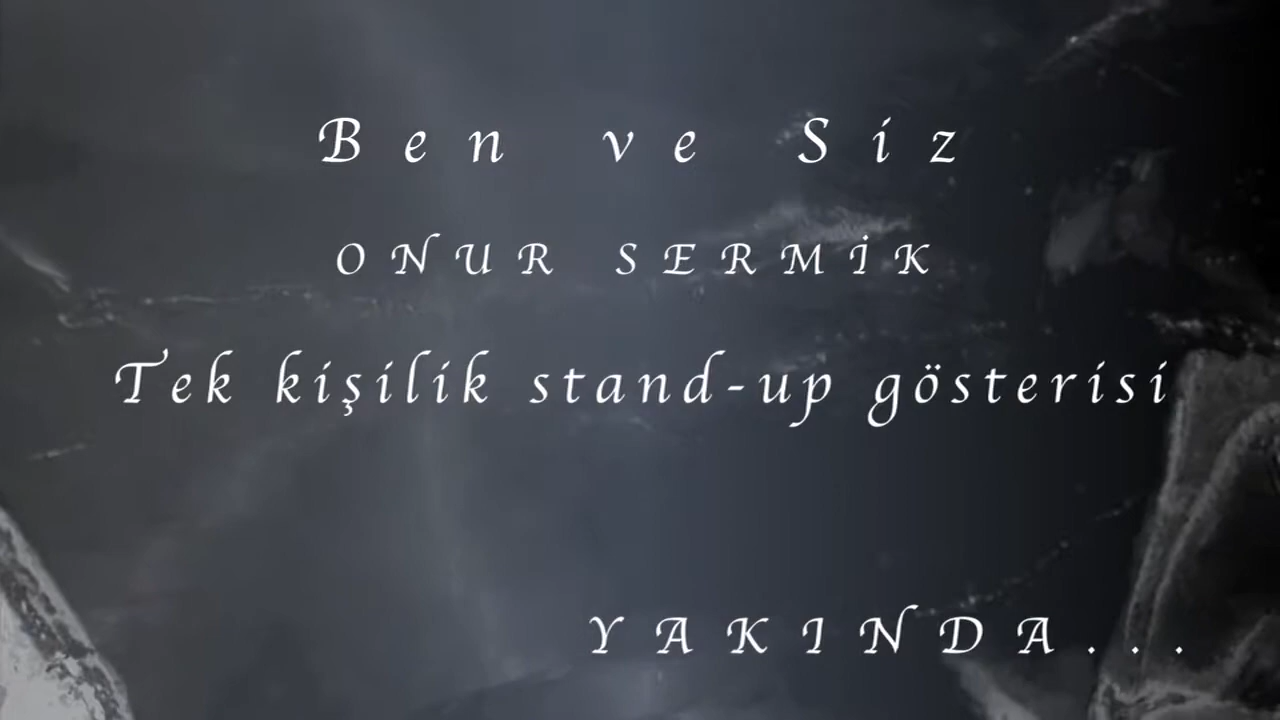 Ben ve Siz
ONUR SERMİK
Tek kişilik stand-up gösterisi
YAKINDA...